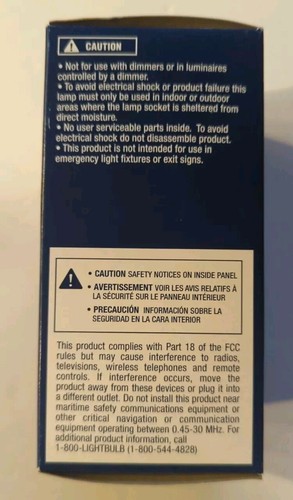 CAUTION
• Not for use with dimmers or in luminaires
controlled by a dimmer.
• To avoid electrical shock or product failure this
lamp must only be used in indoor or outdoor
areas where the lamp socket is sheltered from
direct moisture.
• No user serviceable parts inside. To avoid
electrical shock do not disassemble product.
• This product is not intended for use in
emergency light fixtures or exit signs.
• CAUTION SAFETY NOTICES ON INSIDE PANEL
• AVERTISSEMENT VOIR LES AVIS RELATIFS À
LA SÉCURITÉ SUR LE PANNEAU INTÉRIEUR
• PRECAUCIÓN INFORMACIÓN SOBRE LA
SEGURIDAD EN LA CARA INTERIOR
This product complies with Part 18 of the FCC
rules but may cause interference to radios,
televisions, wireless telephones and remote
controls. If interference occurs, move the
product away from these devices or plug it into
a different outlet. Do not install this product near
maritime safety communications equipment or
other critical navigation or communication
equipment operating between 0.45-30 MHz. For
additional product information, call
1-800-LIGHTBULB (1-800-544-4828)